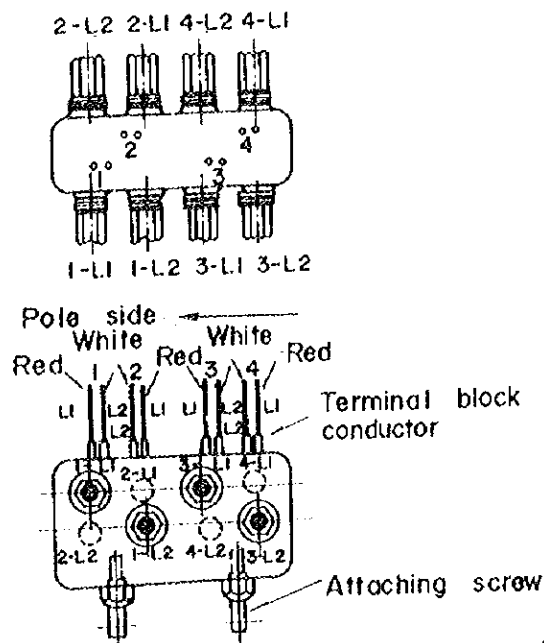 2-L2 2-L1 4-L2 4-L1
2 4
1 3
1-L1 1-L2 3-L1 3-L2
Pole side
White White
Red 1 2 Red 3 4 Red
L1 L2 L1 L1 L2 L1
L2 L2
Terminal block
conductor
1-L1 2-L1 3-L1 4-L1
2-L2 1-L2 4-L2 3-L2
Attaching screw